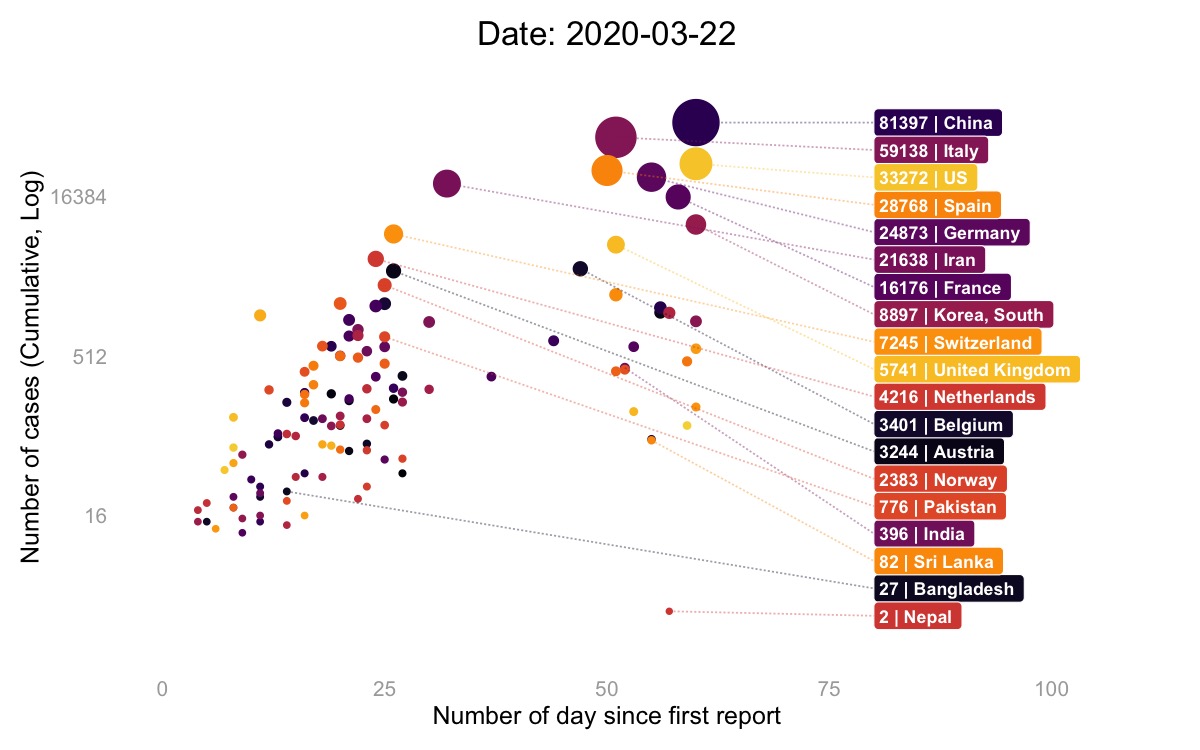 Date: 2020-03-22
Number of cases (Cumulative, Log)
16384
512
16
81397 | China
59138 | Italy
33272 | US
28768 | Spain
24873 | Germany
21638 | Iran
16176 | France
8897 | Korea, South
7245 | Switzerland
5741 | United Kingdom
4216 | Netherlands
3401 | Belgium
3244 | Austria
2383 | Norway
776 | Pakistan
396 | India
82 | Sri Lanka
27 | Bangladesh
2 | Nepal
0 25 50 75 100
Number of day since first report